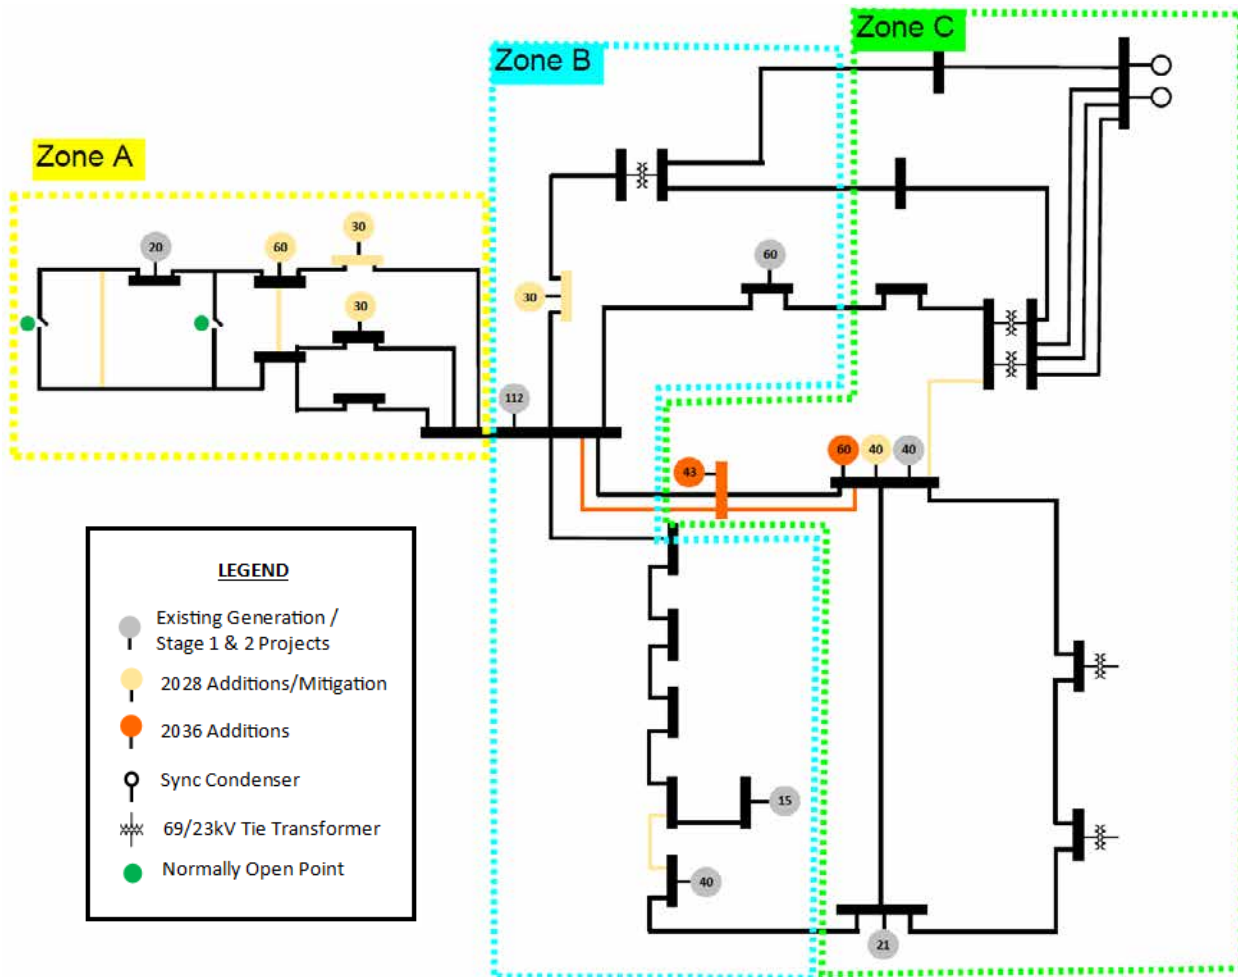 Zone C
Zone B
Zone A
30
20
60
60
30
30
112
60
40
40
43
LEGEND
Existing Generation /
Stage 1 & 2 Projects
2028 Additions/Mitigation
2036 Additions
Sync Condenser
69/23kV Tie Transformer
Normally Open Point
15
40
21